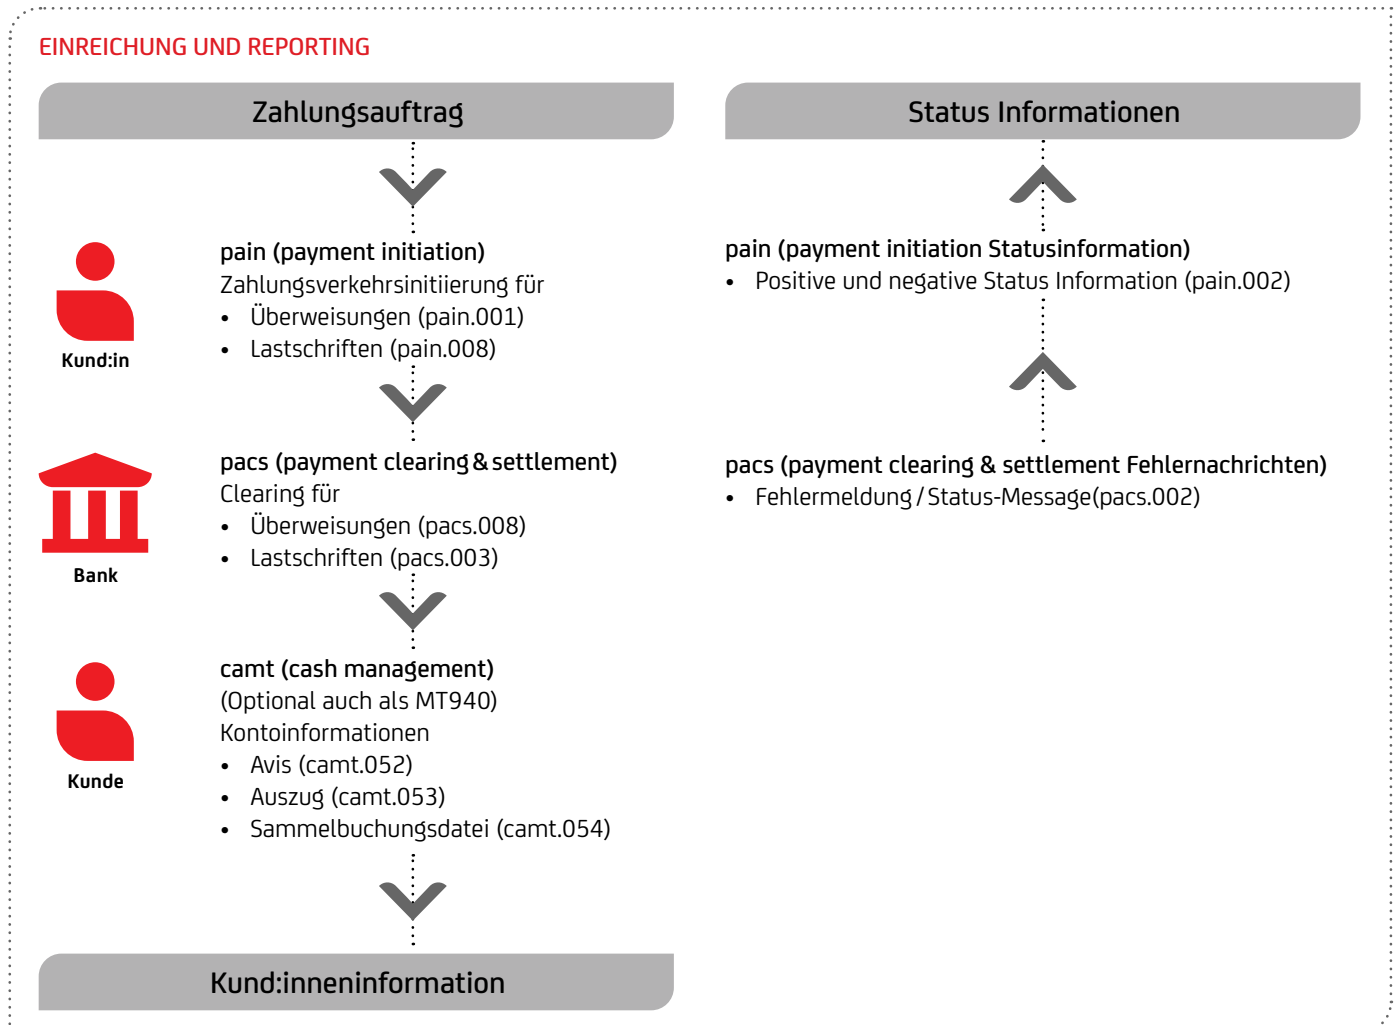 EINREICHUNG UND REPORTING
Zahlungsauftrag
pain (payment initiation)
Zahlungsverkehrsinitiierung für
• Überweisungen (pain.001)
• Lastschriften (pain.008)
Kund:in
pacs (payment clearing & settlement)
Clearing für
• Überweisungen (pacs.008)
• Lastschriften (pacs.003)
Bank
camt (cash management)
(Optional auch als MT940)
Kontoinformationen
• Avis (camt.052)
• Auszug (camt.053)
• Sammelbuchungsdatei (camt.054)
Kunde
Kund:inneninformation
Status Informationen
pain (payment initiation Statusinformation)
• Positive und negative Status Information (pain.002)
pacs (payment clearing & settlement Fehlernachrichten)
• Fehlermeldung / Status-Message(pacs.002)